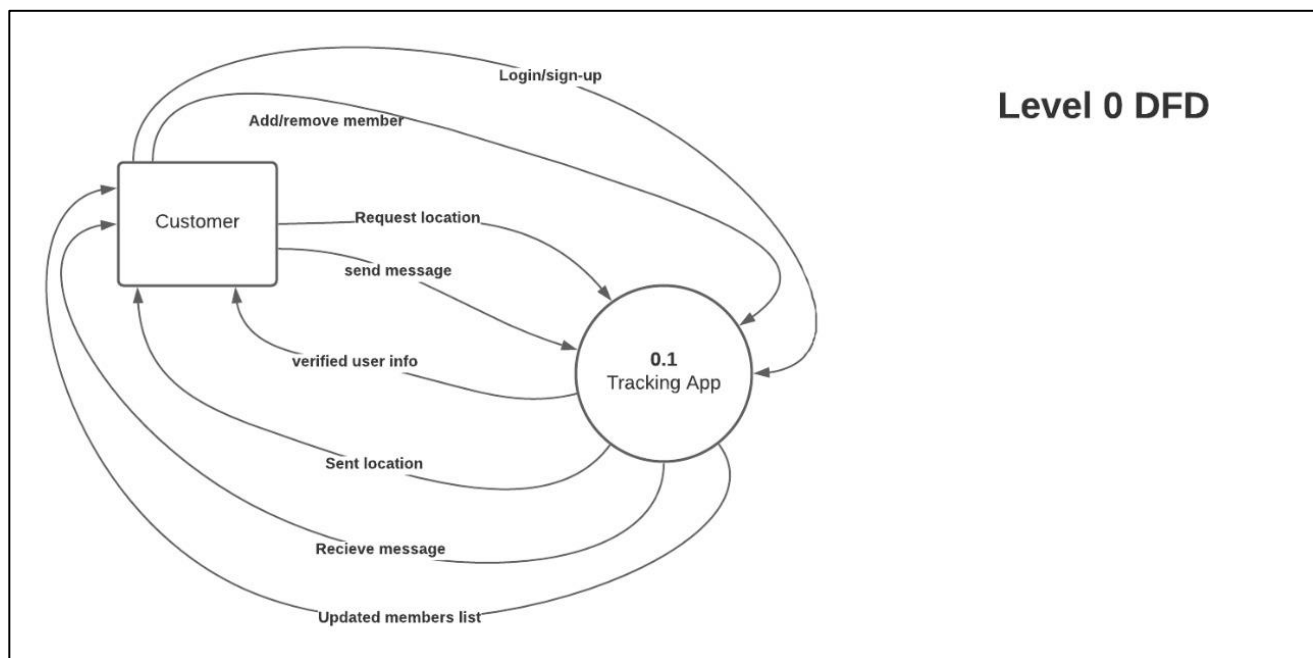 Login/sign-up
Level 0 DFD
Add/remove member
Customer
Request location
send message
0.1
Tracking App
verified user info
Sent location
Recieve message
Updated members list